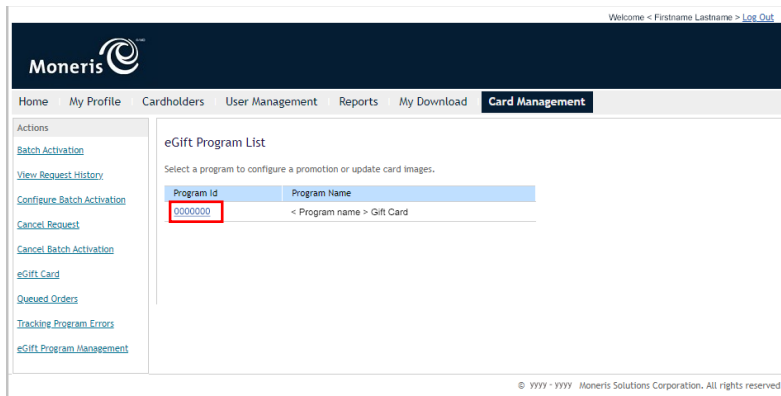 Welcome < Firstname Lastname > Log Out
Moneris
Home My Profile Cardholders User Management Reports My Download Card Management
Actions
Batch Activation
View Request History
Configure Batch Activation
Cancel Request
Cancel Batch Activation
eGift Card
Queued Orders
Tracking Program Errors
eGift Program Management
eGift Program List
Select a program to configure a promotion or update card images.
Program Id Program Name
0000000 < Program name > Gift Card
© yyyy - yyyy Moneris Solutions Corporation. All rights reserved